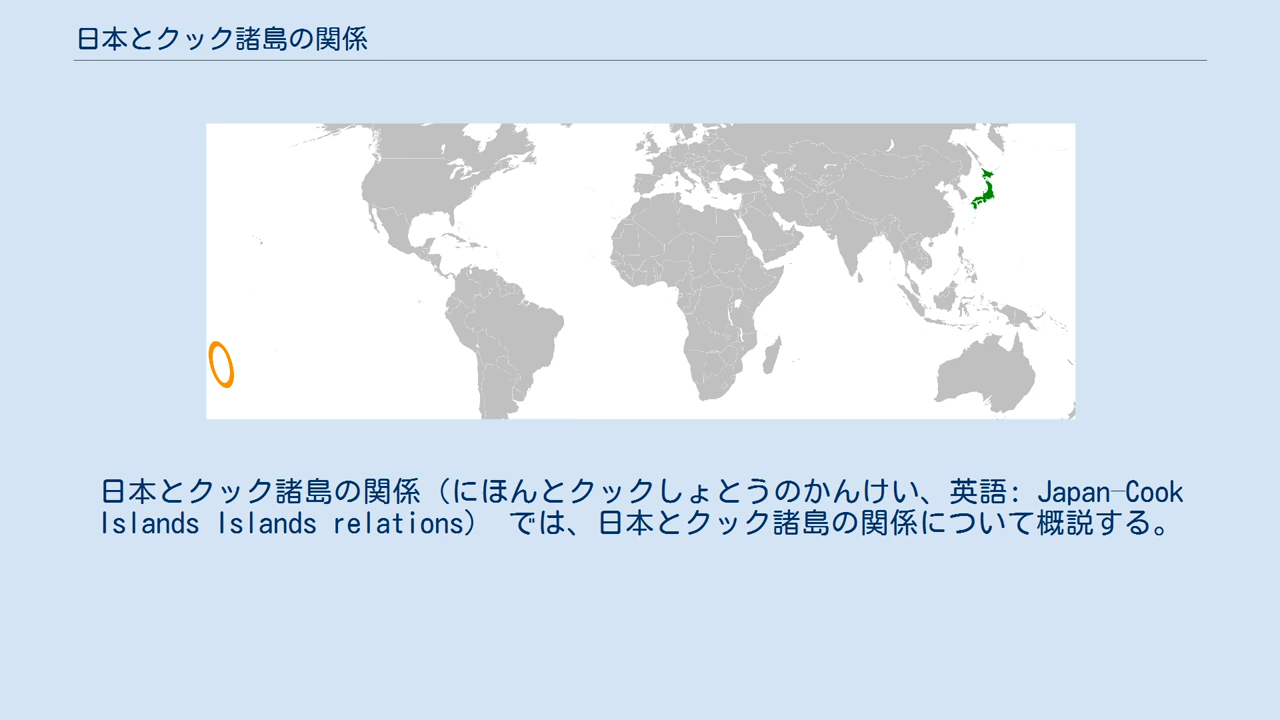 日本とクック諸島の関係
日本とクック諸島の関係（にほんとクックしょとうのかんけい、英語: Japan–Cook
Islands Islands relations） では、日本とクック諸島の関係について概説する。